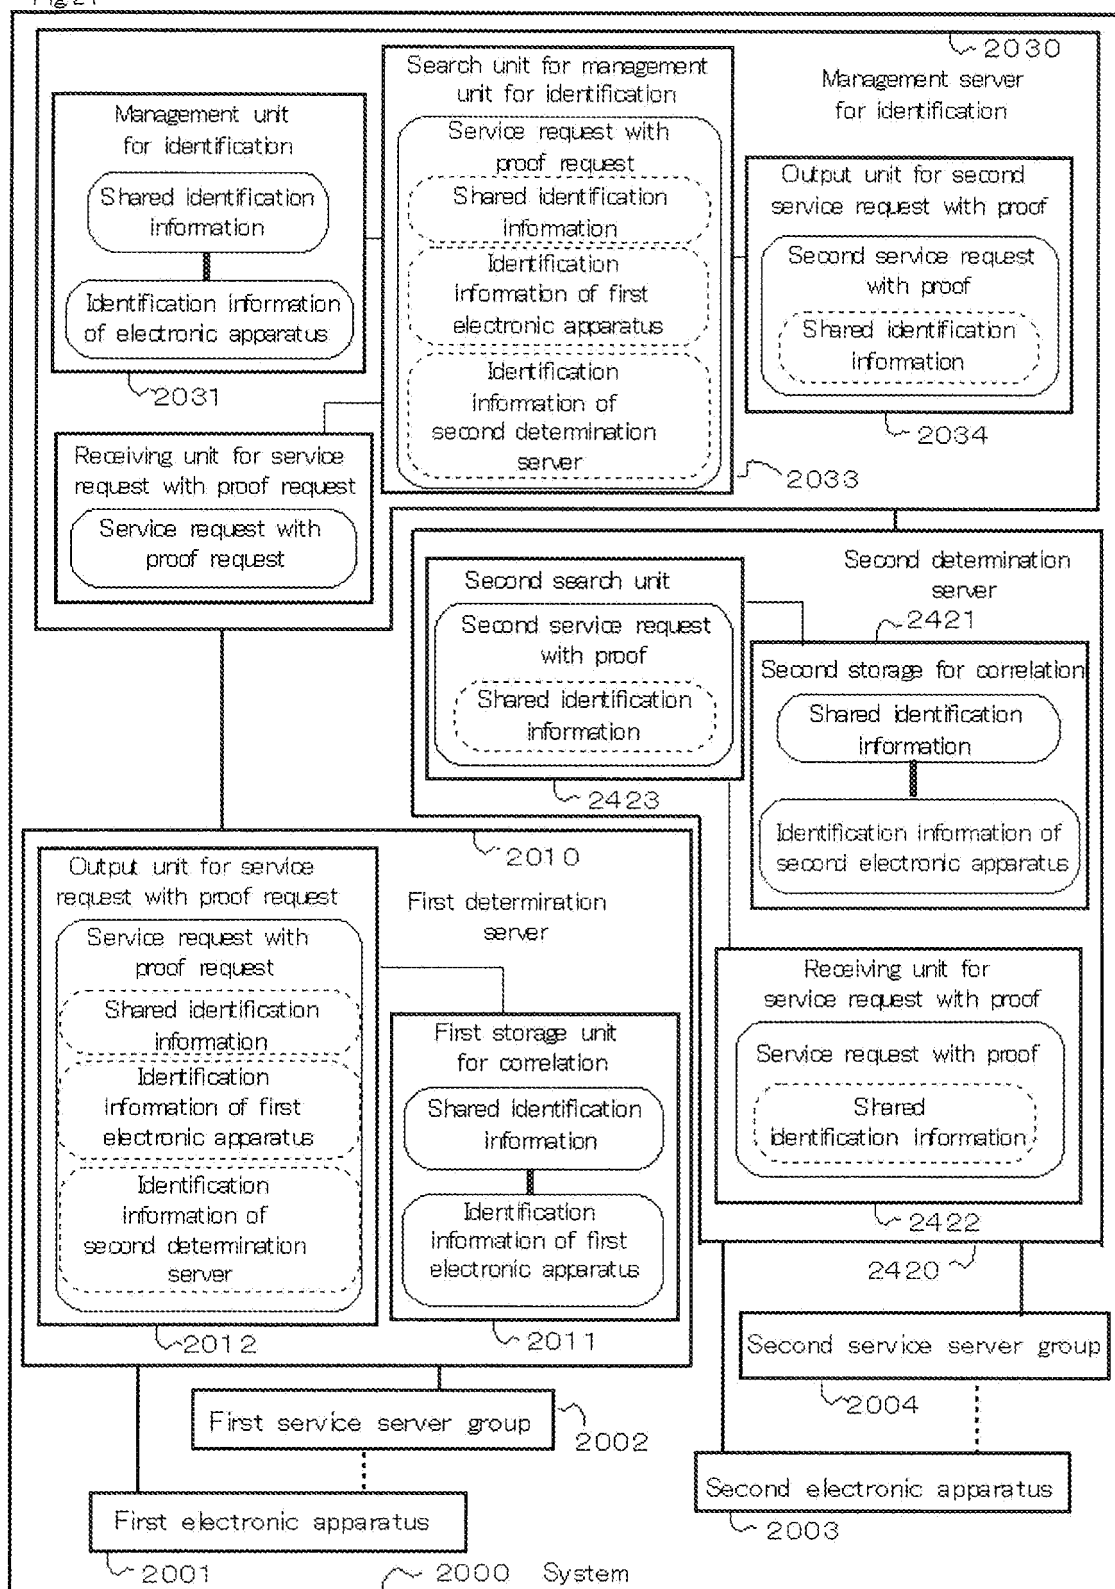 2030
Management server
for identification
Search unit for management
unit for identification
Service request with
proof request
Shared identification
information
Identification
information of first
electronic apparatus
Identification
information of
second determination
server
2033
Management unit
for identification
Shared identification
information
Identification information
of electronic apparatus
2031
Output unit for second
service request with proof
Second service request
with proof
Shared identification
information
2034
Receiving unit for service
request with proof request
Service request with
proof request
Second determination
server
Second search unit
Second service request
with proof
Shared identification
information
2423
2421
Second storage for correlation
Shared identification
information
Identification information of
second electronic apparatus
2010
First determination
server
Output unit for service
request with proof request
Service request with
proof request
Shared identification
information
Identification
information of first
electronic apparatus
Identification
information of
second determination
server
2012
First storage unit
for correlation
Shared identification
information
Identification
information of first
electronic apparatus
2011
Receiving unit for
service request with proof
Service request with proof
Shared
identification information
2422
2420
Second service server group
2004
First service server group
2002
Second electronic apparatus
2003
First electronic apparatus
2001
2000 System